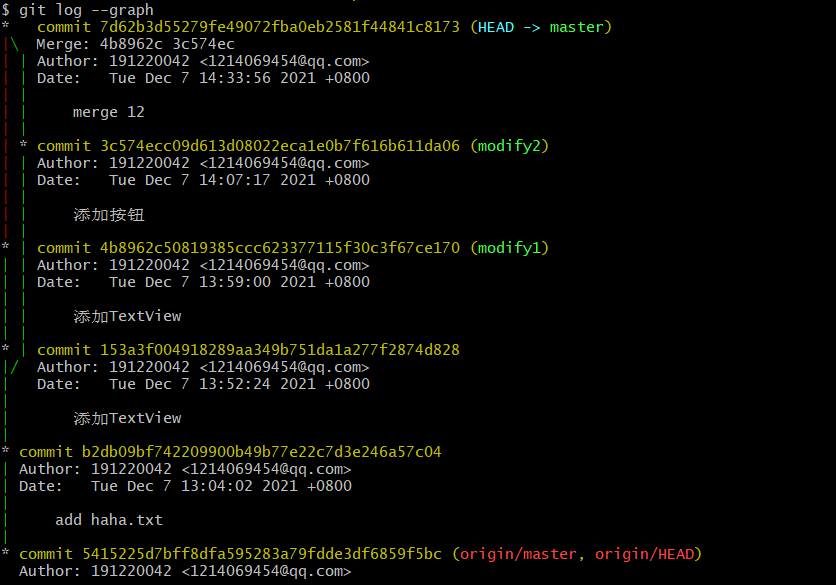 $ git log --graph
*   commit 7d62b3d55279fe49072fba0eb2581f44841c8173 (HEAD -> master)
|\  Merge: 4b8962c 3c574ec
| | Author: 191220042 <1214069454@qq.com>
| | Date:   Tue Dec 7 14:33:56 2021 +0800
| |
| |     merge 12
| |
| * commit 3c574ecc09d613d08022eca1e0b7f616b611da06 (modify2)
| | Author: 191220042 <1214069454@qq.com>
| | Date:   Tue Dec 7 14:07:17 2021 +0800
| |
| |     添加按钮
| |
* | commit 4b8962c50819385ccc623377115f30c3f67ce170 (modify1)
| | Author: 191220042 <1214069454@qq.com>
| | Date:   Tue Dec 7 13:59:00 2021 +0800
| |
| |     添加TextView
| |
* | commit 153a3f004918289aa349b751da1a277f2874d828
|/  Author: 191220042 <1214069454@qq.com>
|   Date:   Tue Dec 7 13:52:24 2021 +0800
|
|       添加TextView
|
* commit b2db09bf742209900b49b77e22c7d3e246a57c04
| Author: 191220042 <1214069454@qq.com>
| Date:   Tue Dec 7 13:04:02 2021 +0800
|
|     add haha.txt
|
* commit 5415225d7bff8dfa595283a79fdde3df6859f5bc (origin/master, origin/HEAD)
Author: 191220042 <1214069454@qq.com>